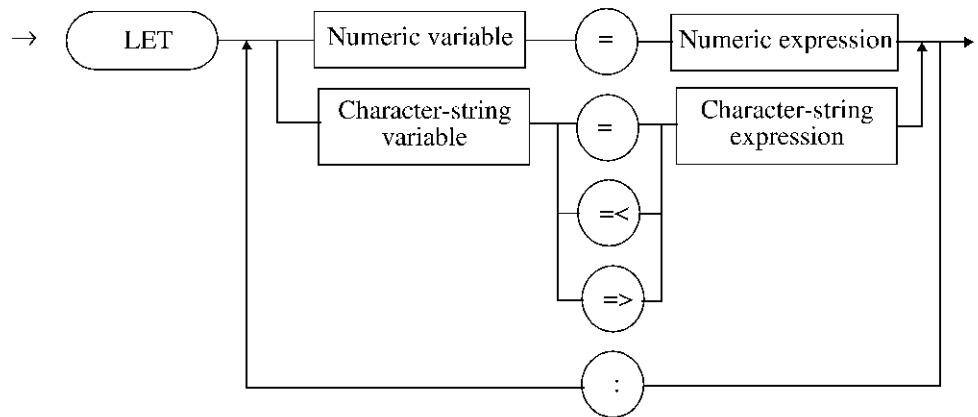 → LET
Numeric variable
=
Numeric expression
Character-string
variable
=
Character-string
expression
=<
=>
: